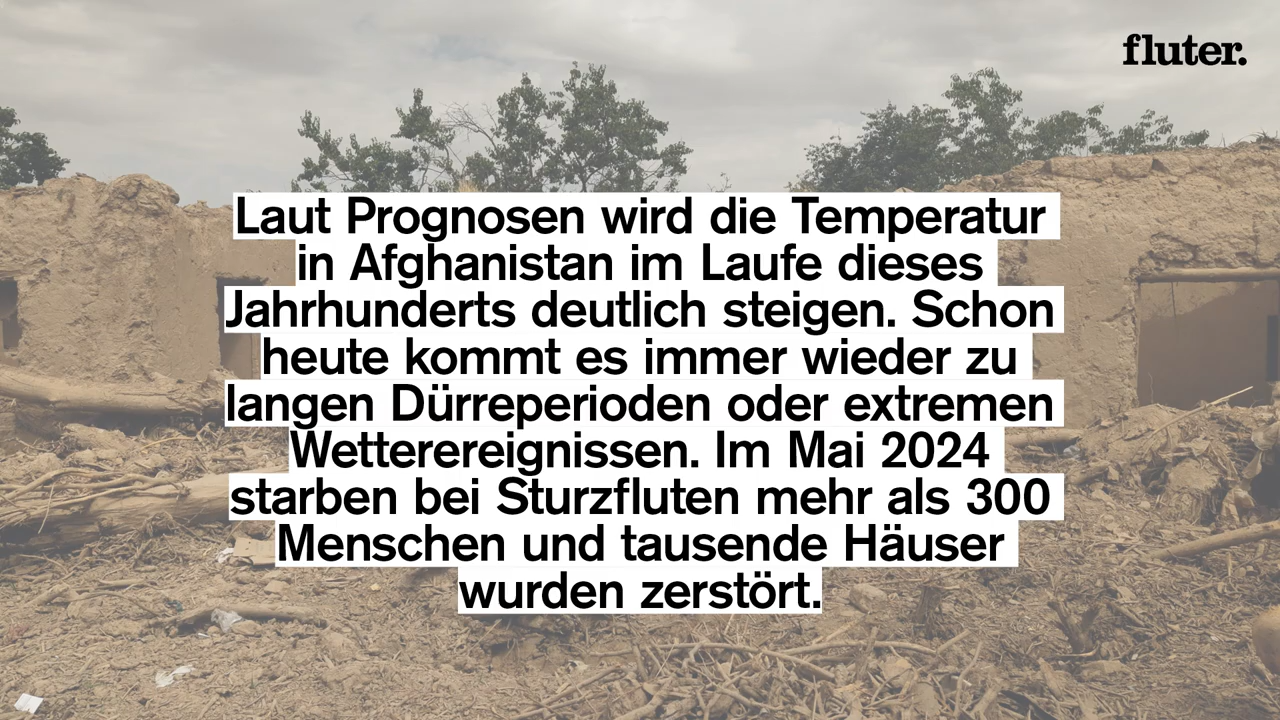 fluter.
Laut Prognosen wird die Temperatur
in Afghanistan im Laufe dieses
Jahrhunderts deutlich steigen. Schon
heute kommt es immer wieder zu
langen Dürreperioden oder extremen
Wetterereignissen. Im Mai 2024
starben bei Sturzfluten mehr als 300
Menschen und tausende Häuser
wurden zerstört.